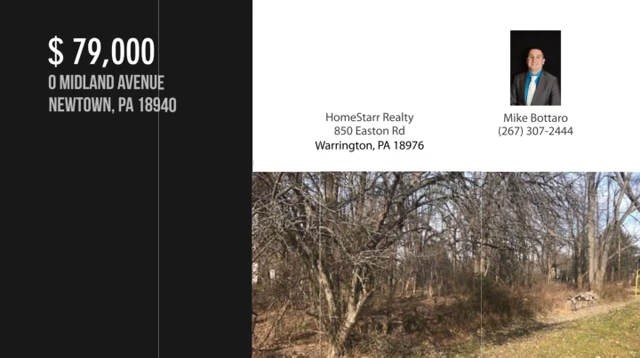 $ 79,000
0 MIDLAND AVENUE
NEWTOWN, PA 18940
HomeStarr Realty
850 Easton Rd
Warrington, PA 18976
Mike Bottaro
(267) 307-2444